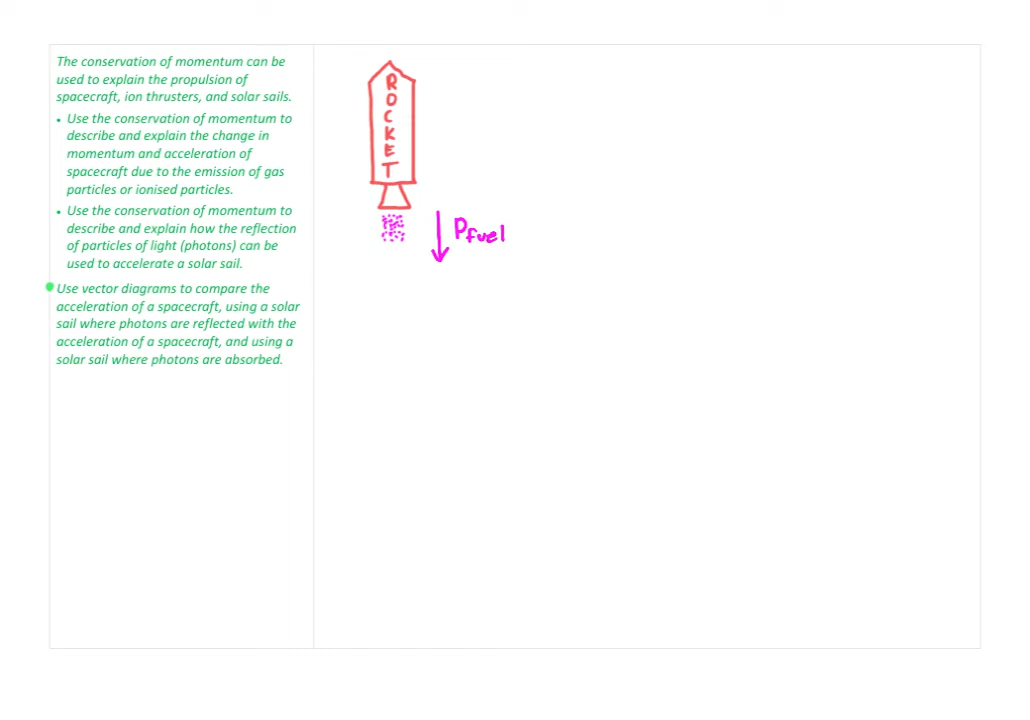 The conservation of momentum can be
used to explain the propulsion of
spacecraft, ion thrusters, and solar sails.
• Use the conservation of momentum to
describe and explain the change in
momentum and acceleration of
spacecraft due to the emission of gas
particles or ionised particles.
• Use the conservation of momentum to
describe and explain how the reflection
of particles of light (photons) can be
used to accelerate a solar sail.
Use vector diagrams to compare the
acceleration of a spacecraft, using a solar
sail where photons are reflected with the
acceleration of a spacecraft, and using a
solar sail where photons are absorbed.
ROCKET
Pfuel